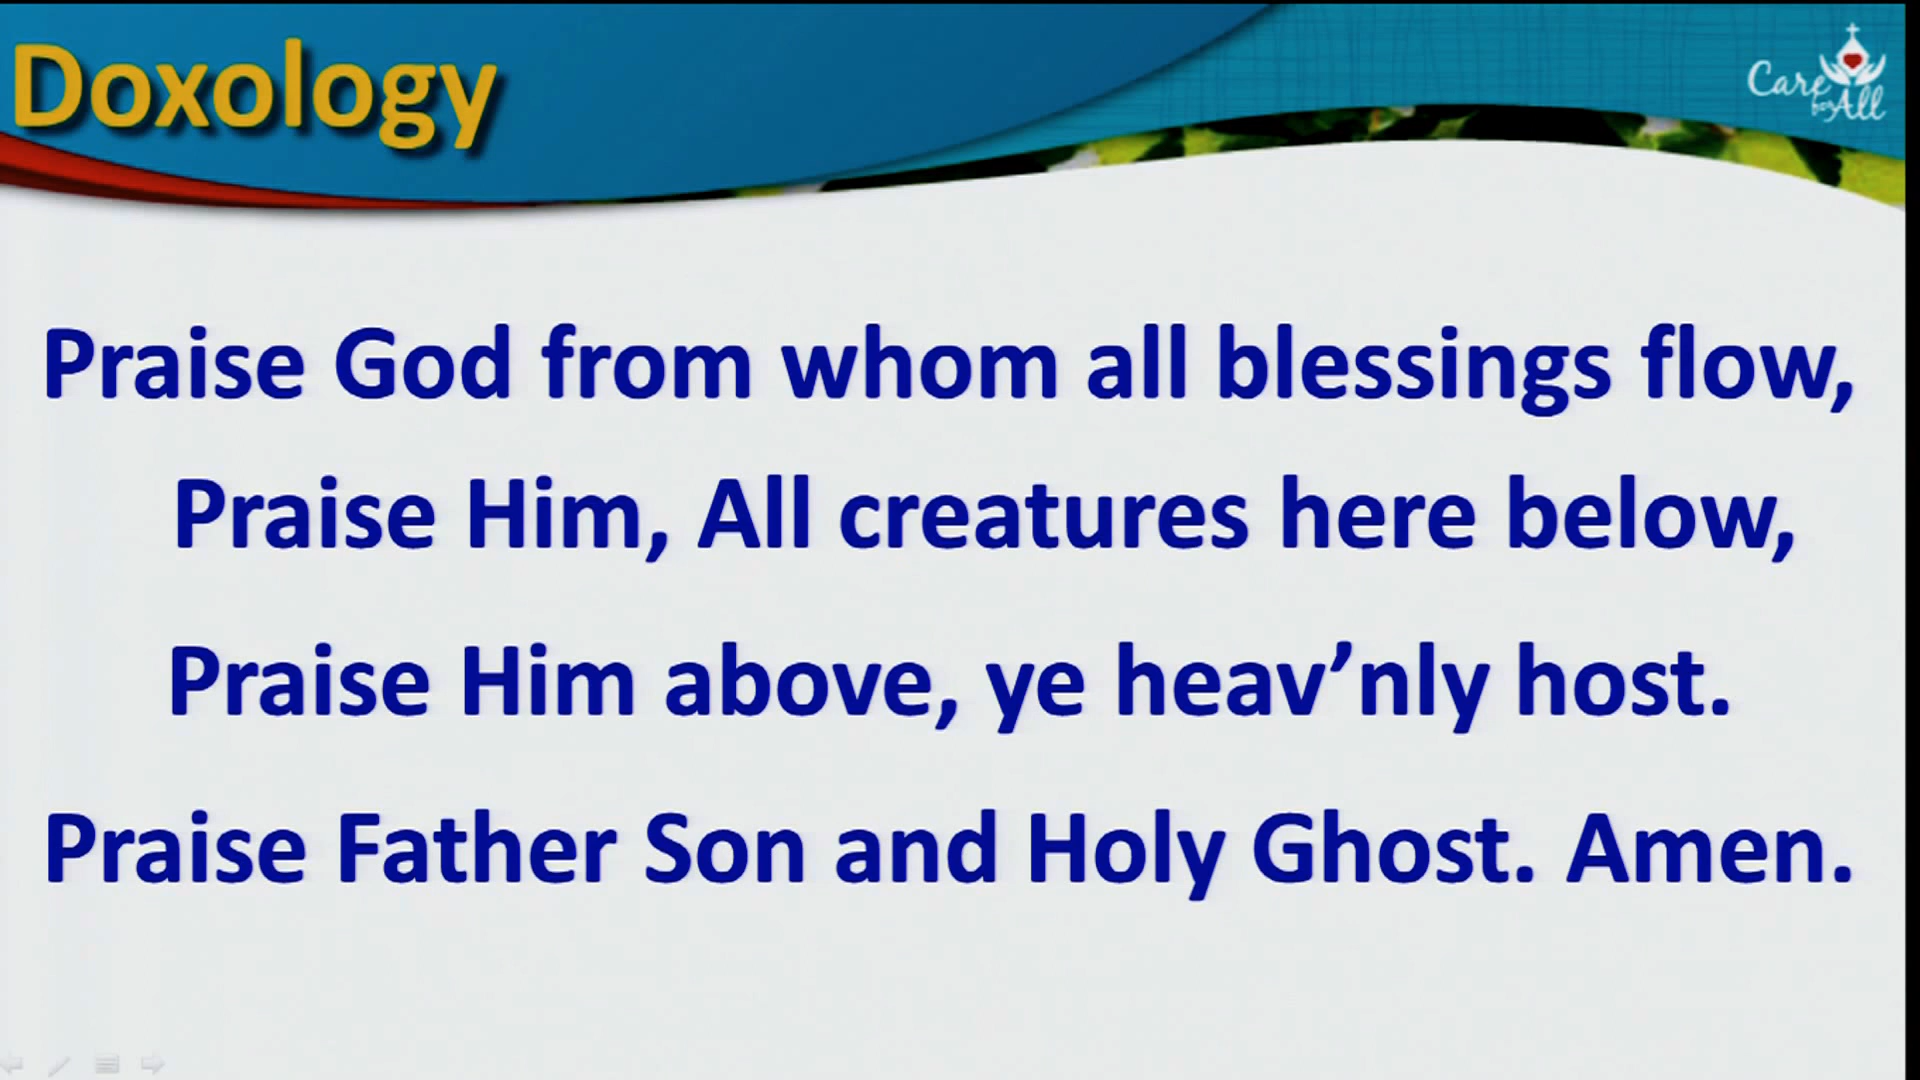 Doxology
Care
for All
Praise God from whom all blessings flow,
Praise Him, All creatures here below,
Praise Him above, ye heav’nly host.
Praise Father Son and Holy Ghost. Amen.